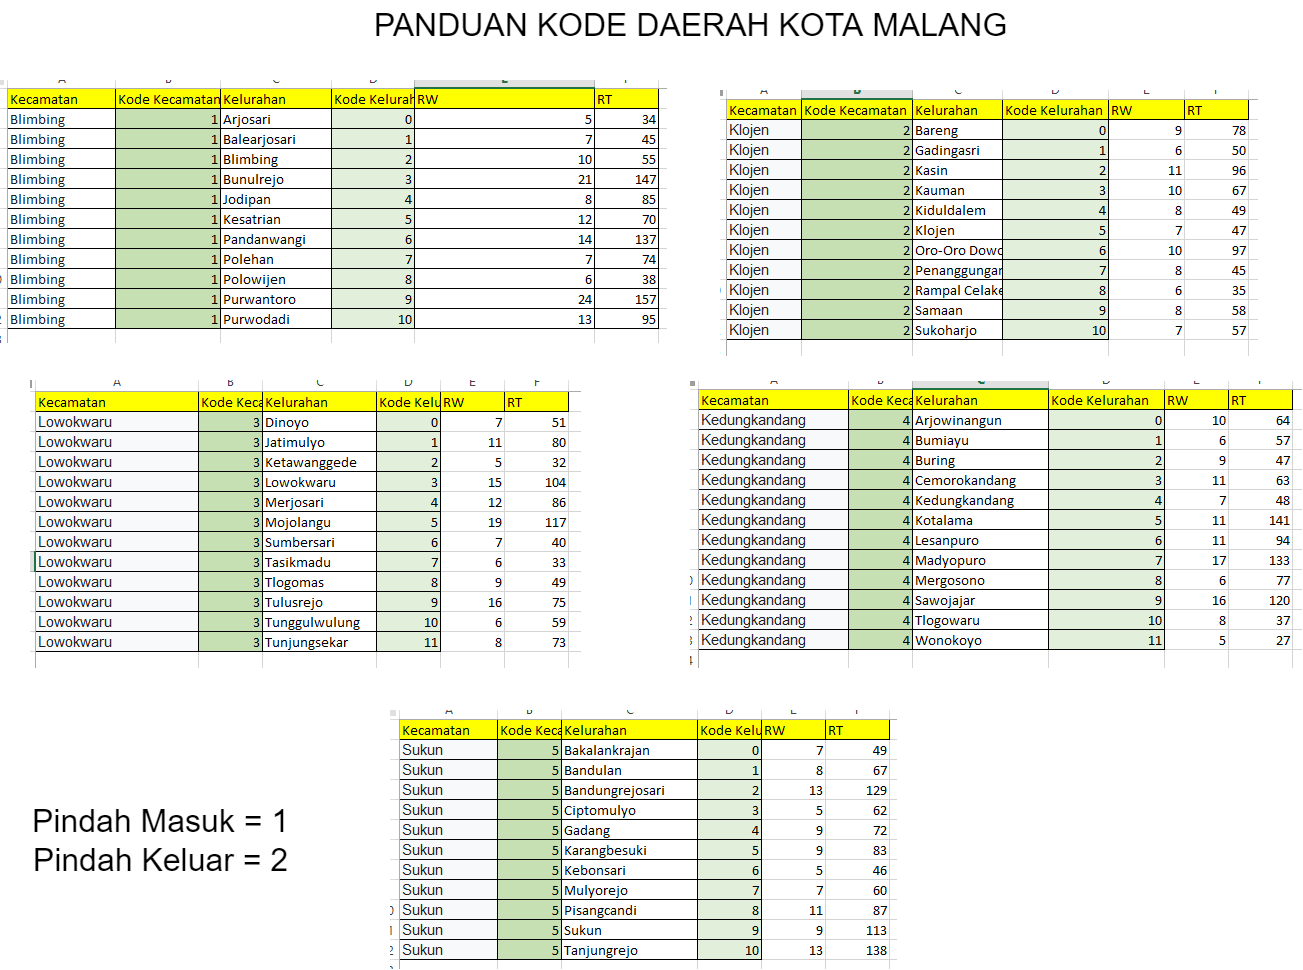 PANDUAN KODE DAERAH KOTA MALANG
Kecamatan Kode Kecamatan Kelurahan Kode Kelurah RW RT
Blimbing 1 Arjosari 0 5 34
Blimbing 1 Balearjosari 1 7 45
Blimbing 1 Blimbing 2 10 55
Blimbing 1 Bunulrejo 3 21 147
Blimbing 1 Jodipan 4 8 85
Blimbing 1 Kesatrian 5 12 70
Blimbing 1 Pandanwangi 6 14 137
Blimbing 1 Polehan 7 7 74
Blimbing 1 Polowijen 8 6 38
Blimbing 1 Purwantoro 9 24 157
Blimbing 1 Purwodadi 10 13 95
Kecamatan Kode Kecamatan Kelurahan Kode Kelurahan RW RT
Klojen 2 Bareng 0 9 78
Klojen 2 Gadingasri 1 6 50
Klojen 2 Kasin 2 11 96
Klojen 2 Kauman 3 10 67
Klojen 2 Kiduldalem 4 8 49
Klojen 2 Klojen 5 7 47
Klojen 2 Oro-Oro Dowo 6 10 97
Klojen 2 Penanggungan 7 8 45
Klojen 2 Rampal Celake 8 6 35
Klojen 2 Samaan 9 8 58
Klojen 2 Sukoharjo 10 7 57
A B C D E F
Kecamatan Kode Keca Kelurahan Kode Kelu RW RT
Lowokwaru 3 Dinoyo 0 7 51
Lowokwaru 3 Jatimulyo 1 11 80
Lowokwaru 3 Ketawanggede 2 5 32
Lowokwaru 3 Lowokwaru 3 15 104
Lowokwaru 3 Merjosari 4 12 86
Lowokwaru 3 Mojolangu 5 19 117
Lowokwaru 3 Sumbersari 6 7 40
Lowokwaru 3 Tasikmadu 7 6 33
Lowokwaru 3 Tlogomas 8 9 49
Lowokwaru 3 Tulusrejo 9 16 75
Lowokwaru 3 Tunggulwulung 10 6 59
Lowokwaru 3 Tunjungsekar 11 8 73
Kecamatan Kode Keca Kelurahan Kode Kelurahan RW RT
Kedungkandang 4 Arjowinangun 0 10 64
Kedungkandang 4 Bumiayu 1 6 57
Kedungkandang 4 Buring 2 9 47
Kedungkandang 4 Cemorokandang 3 11 63
Kedungkandang 4 Kedungkandang 4 7 48
Kedungkandang 4 Kotalama 5 11 141
Kedungkandang 4 Lesanpuro 6 11 94
Kedungkandang 4 Madyopuro 7 17 133
Kedungkandang 4 Mergosono 8 6 77
Kedungkandang 4 Sawojajar 9 16 120
Kedungkandang 4 Tlogowaru 10 8 37
Kedungkandang 4 Wonokoyo 11 5 27
Kecamatan Kode Keca Kelurahan Kode Kelu RW RT
Sukun 5 Bakalankrajan 0 7 49
Sukun 5 Bandulan 1 8 67
Sukun 5 Bandungrejosari 2 13 129
Sukun 5 Ciptomulyo 3 5 62
Sukun 5 Gadang 4 9 72
Sukun 5 Karangbesuki 5 9 83
Sukun 5 Kebonsari 6 5 46
Sukun 5 Mulyorejo 7 7 60
Sukun 5 Pisangcandi 8 11 87
Sukun 5 Sukun 9 9 113
Sukun 5 Tanjungrejo 10 13 138
Pindah Masuk = 1
Pindah Keluar = 2